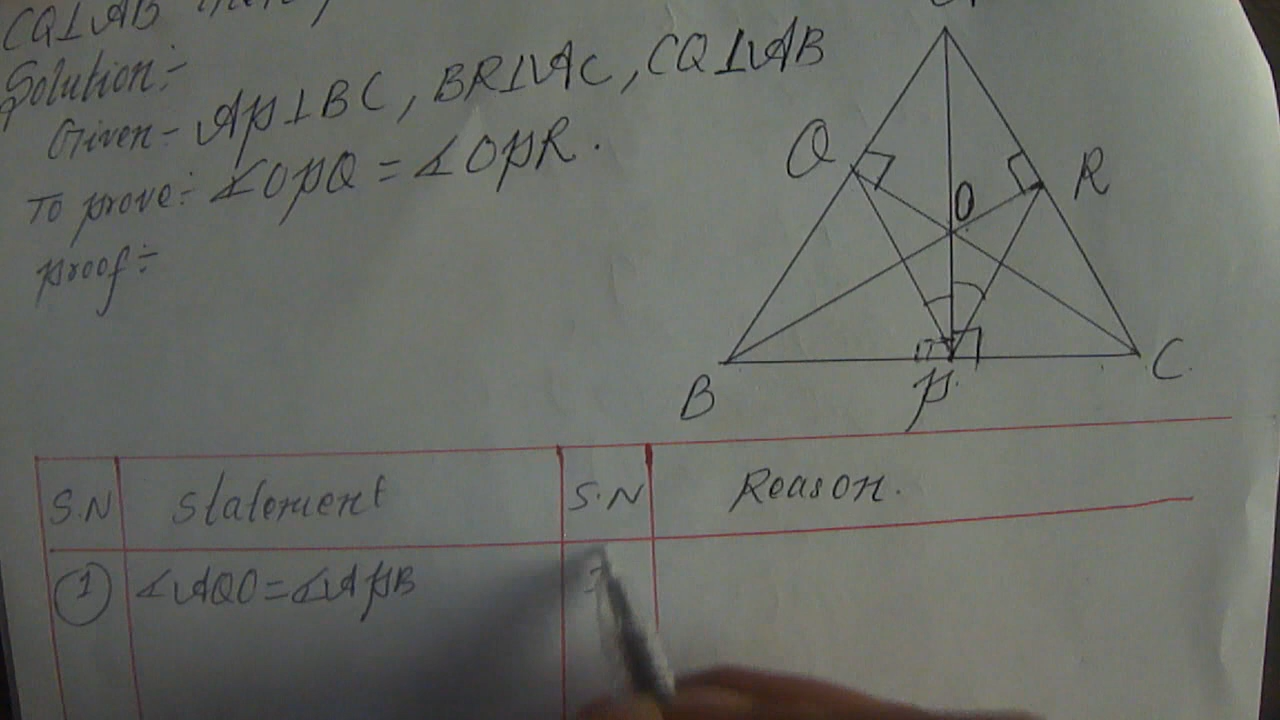 CQ⊥AB
Solution:-
Given:- AP⊥BC, BR⊥AC, CQ⊥AB
To prove:- ∡OPQ = ∡OPR.
proof:-
Q
O
R
B
P
C
S.N Statement S.N Reason.
1 ∡AQO=∡APB